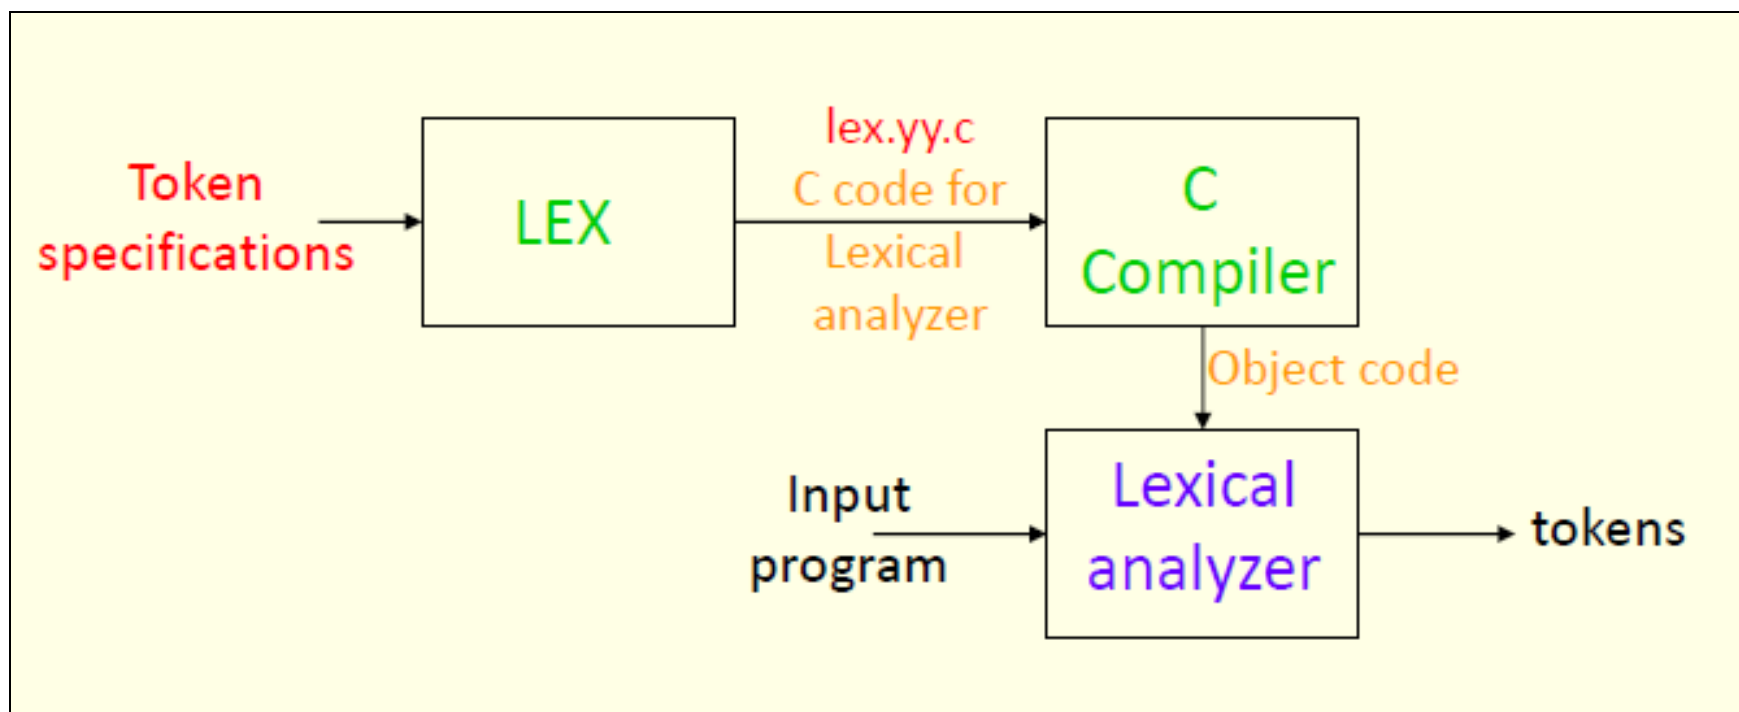 Token
specifications
LEX
lex.yy.c
C code for
Lexical
analyzer
C
Compiler
Object code
Input
program
Lexical
analyzer
tokens